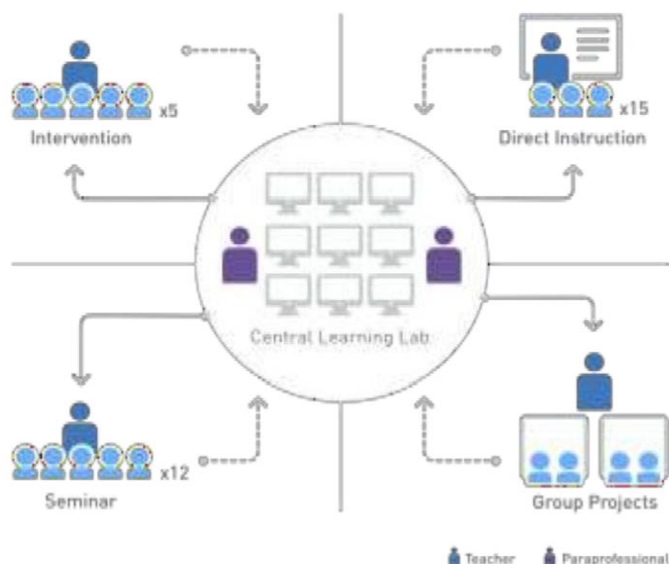 x5
Intervention
x15
Direct Instruction
Central Learning Lab
x12
Seminar
Group Projects
Teacher
Paraprofessional